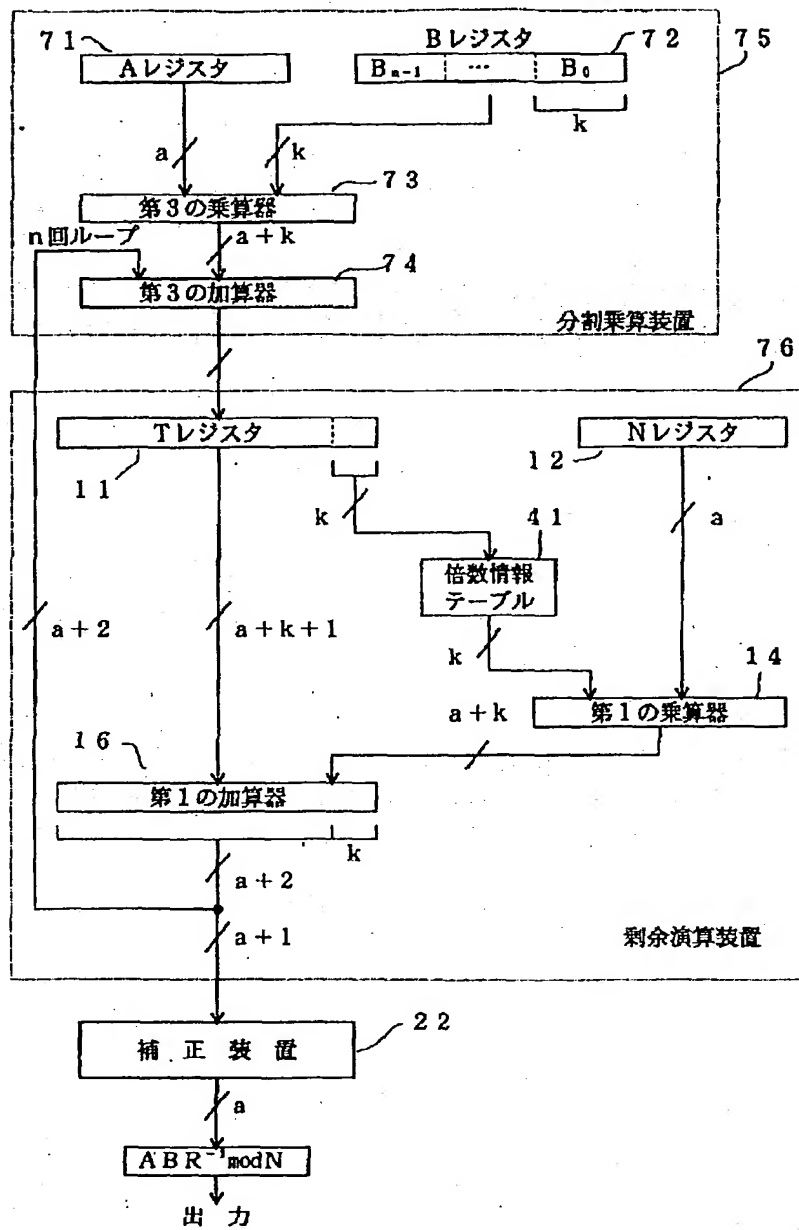 ７１
Ｂレジスタ
７２
７５
Ａレジスタ
Bn-1 … B0
k
a
k
７３
第３の乗算器
n回ループ
a＋k
７４
第３の加算器
分割乗算装置
７６
Ｔレジスタ
Ｎレジスタ
１１
１２
k
a
４１
倍数情報
テーブル
a＋2
a＋k＋1
k
１４
第１の乗算器
a＋k
１６
第１の加算器
k
a＋2
a＋1
剰余演算装置
２２
補正装置
a
ABR⁻¹modN
出力